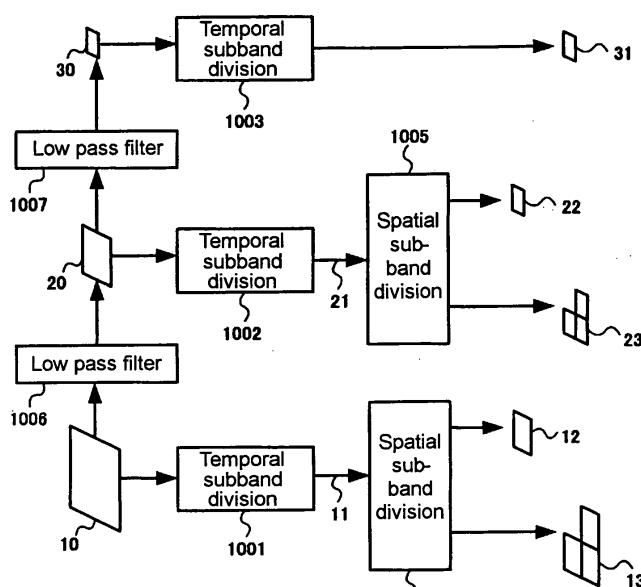 Temporal
subband
division
30
1003
31
Low pass filter
1007
1005
Temporal
subband
division
Spatial
sub-
band
division
22
20
1002
21
23
Low pass filter
1006
Temporal
subband
division
Spatial
sub-
band
division
12
10
1001
11
13